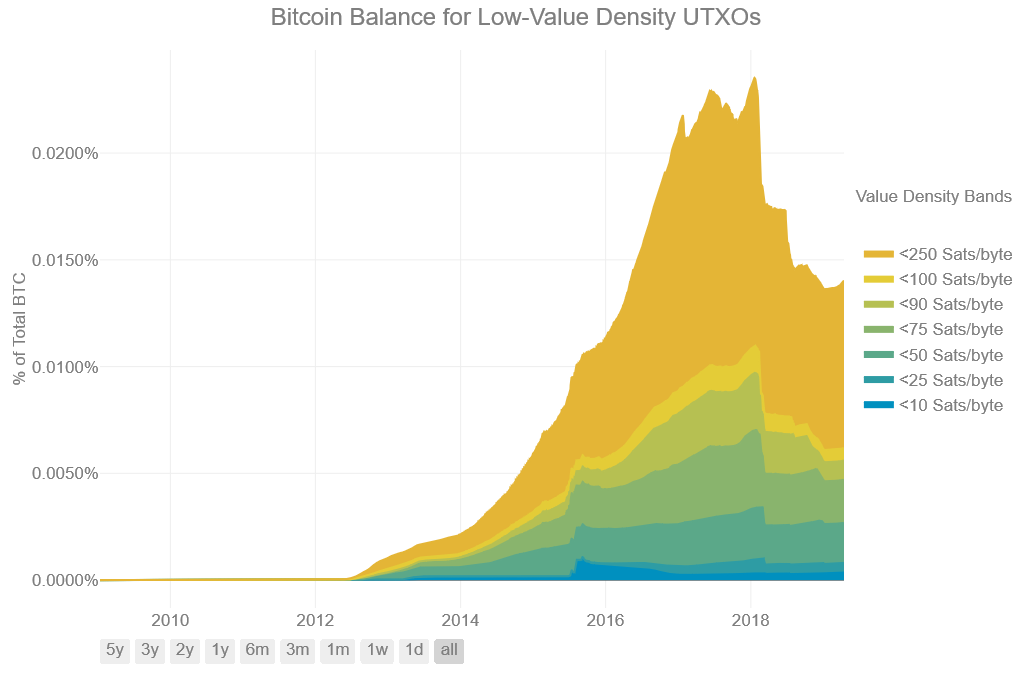 Bitcoin Balance for Low-Value Density UTXOs
% of Total BTC
0.0200%
0.0150%
0.0100%
0.0050%
0.0000%
2010
2012
2014
2016
2018
Value Density Bands
<250 Sats/byte
<100 Sats/byte
<90 Sats/byte
<75 Sats/byte
<50 Sats/byte
<25 Sats/byte
<10 Sats/byte
5y 3y 2y 1y 6m 3m 1m 1w 1d all